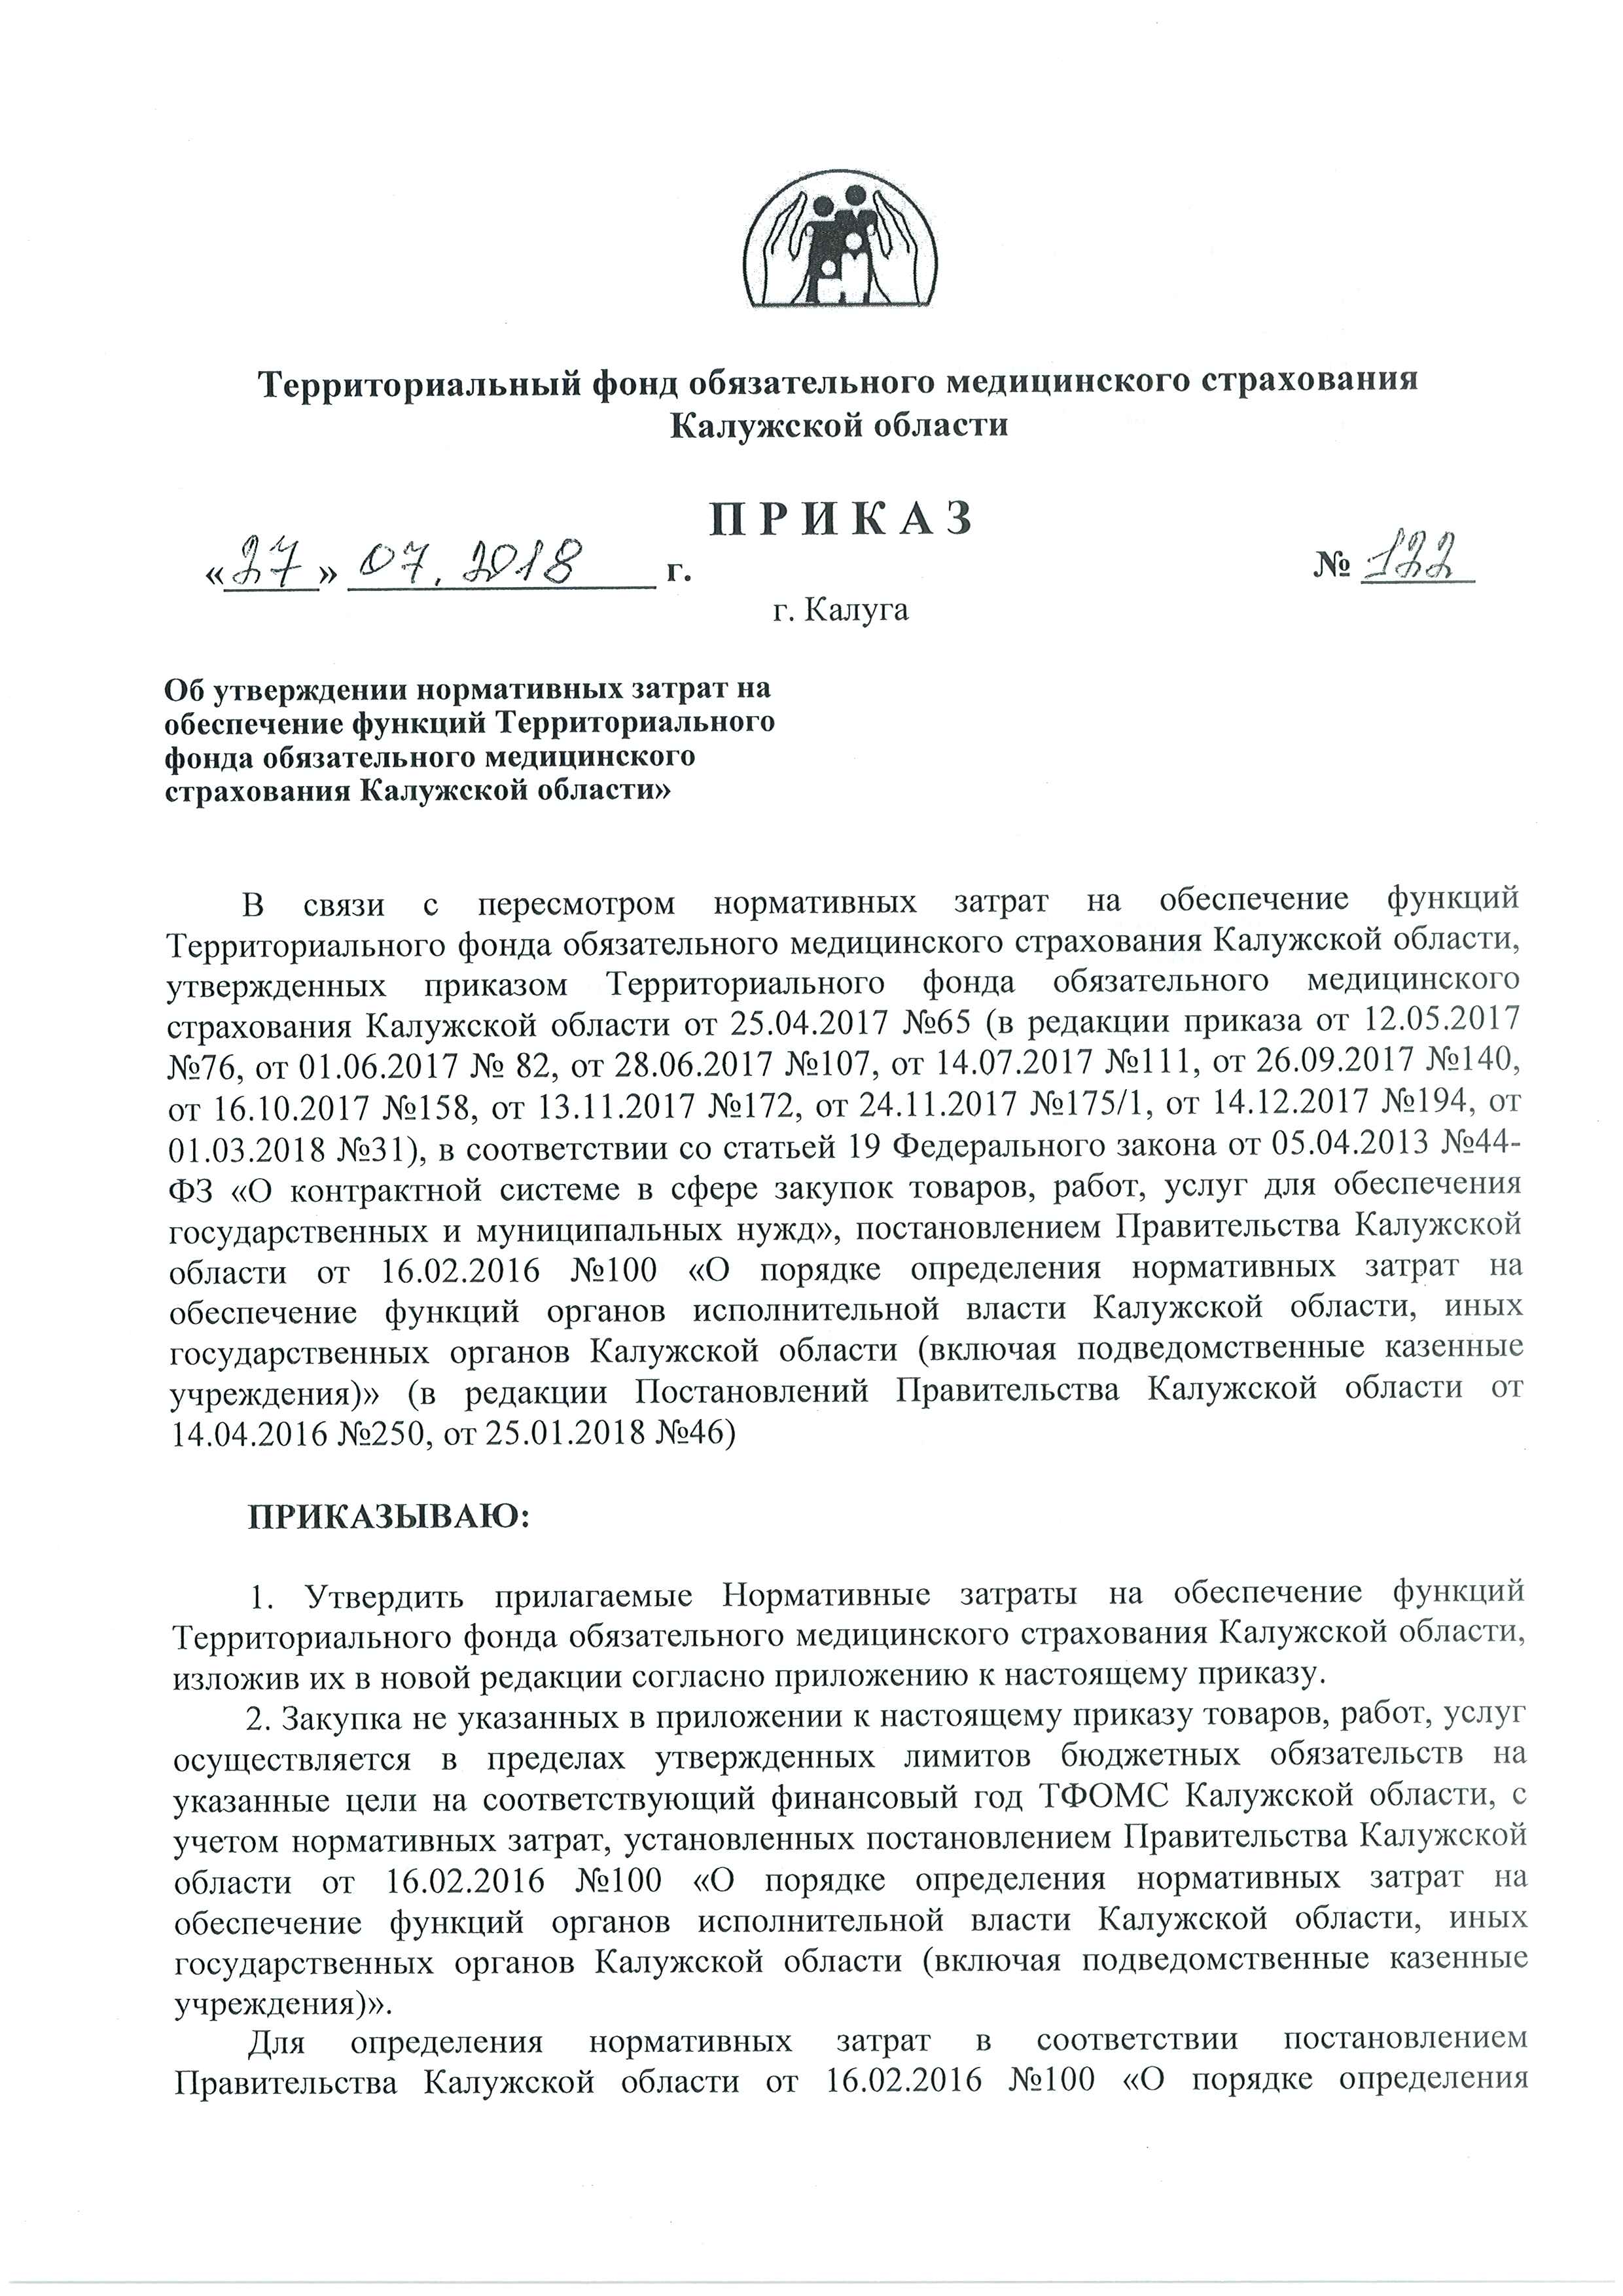 Территориальный фонд обязательного медицинского страхования
Калужской области
П Р И К А З
«27» 07. 2018 г. № 122
г. Калуга
Об утверждении нормативных затрат на
обеспечение функций Территориального
фонда обязательного медицинского
страхования Калужской области»
В связи с пересмотром нормативных затрат на обеспечение функций
Территориального фонда обязательного медицинского страхования Калужской области,
утвержденных приказом Территориального фонда обязательного медицинского
страхования Калужской области от 25.04.2017 №65 (в редакции приказа от 12.05.2017
№76, от 01.06.2017 № 82, от 28.06.2017 №107, от 14.07.2017 №111, от 26.09.2017 №140,
от 16.10.2017 №158, от 13.11.2017 №172, от 24.11.2017 №175/1, от 14.12.2017 №194, от
01.03.2018 №31), в соответствии со статьей 19 Федерального закона от 05.04.2013 №44-
ФЗ «О контрактной системе в сфере закупок товаров, работ, услуг для обеспечения
государственных и муниципальных нужд», постановлением Правительства Калужской
области от 16.02.2016 №100 «О порядке определения нормативных затрат на
обеспечение функций органов исполнительной власти Калужской области, иных
государственных органов Калужской области (включая подведомственные казенные
учреждения)» (в редакции Постановлений Правительства Калужской области от
14.04.2016 №250, от 25.01.2018 №46)
ПРИКАЗЫВАЮ:
1. Утвердить прилагаемые Нормативные затраты на обеспечение функций
Территориального фонда обязательного медицинского страхования Калужской области,
изложив их в новой редакции согласно приложению к настоящему приказу.
2. Закупка не указанных в приложении к настоящему приказу товаров, работ, услуг
осуществляется в пределах утвержденных лимитов бюджетных обязательств на
указанные цели на соответствующий финансовый год ТФОМС Калужской области, с
учетом нормативных затрат, установленных постановлением Правительства Калужской
области от 16.02.2016 №100 «О порядке определения нормативных затрат на
обеспечение функций органов исполнительной власти Калужской области, иных
государственных органов Калужской области (включая подведомственные казенные
учреждения)».
Для определения нормативных затрат в соответствии постановлением
Правительства Калужской области от 16.02.2016 №100 «О порядке определения